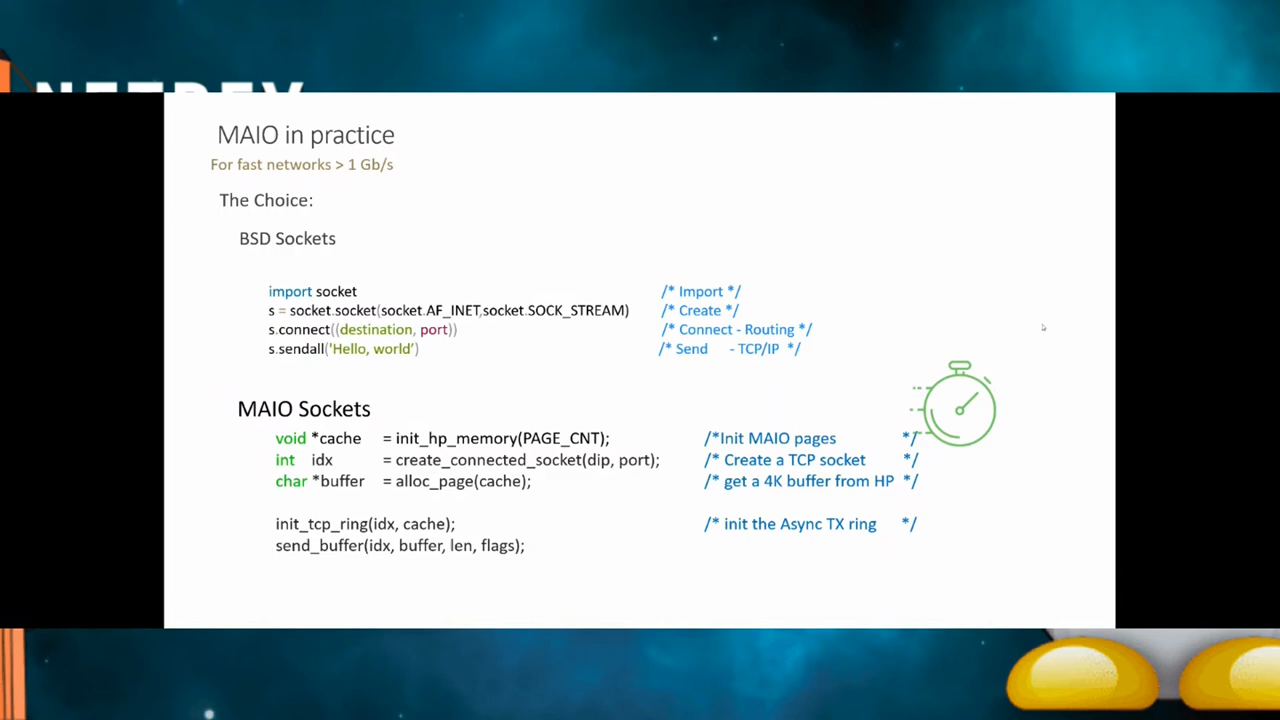 MAIO in practice
For fast networks > 1 Gb/s
The Choice:
BSD Sockets
import socket /* Import */
s = socket.socket(socket.AF_INET,socket.SOCK_STREAM) /* Create */
s.connect((destination, port)) /* Connect - Routing */
s.sendall('Hello, world’) /* Send - TCP/IP */
MAIO Sockets
void *cache = init_hp_memory(PAGE_CNT); /*Init MAIO pages */
int idx = create_connected_socket(dip, port); /* Create a TCP socket */
char *buffer = alloc_page(cache); /* get a 4K buffer from HP */
init_tcp_ring(idx, cache); /* init the Async TX ring */
send_buffer(idx, buffer, len, flags);